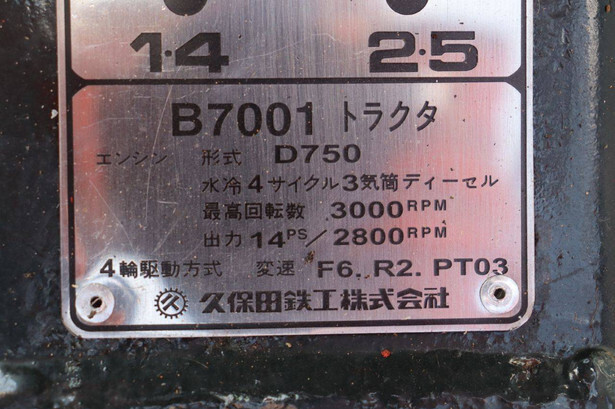 1·4 2·5
B7001 トラクタ
エンジン 形式 D750
水冷4サイクル3気筒ディーゼル
最高回転数 3000RPM
出力 14PS/2800RPM
4輪駆動方式 変速 F6. R2. PT03
久保田鉄工株式会社